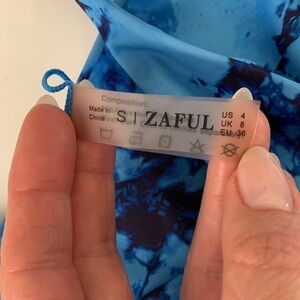 Composition:
Made in
China
S | ZAFUL
US 4
UK 8
EU 36